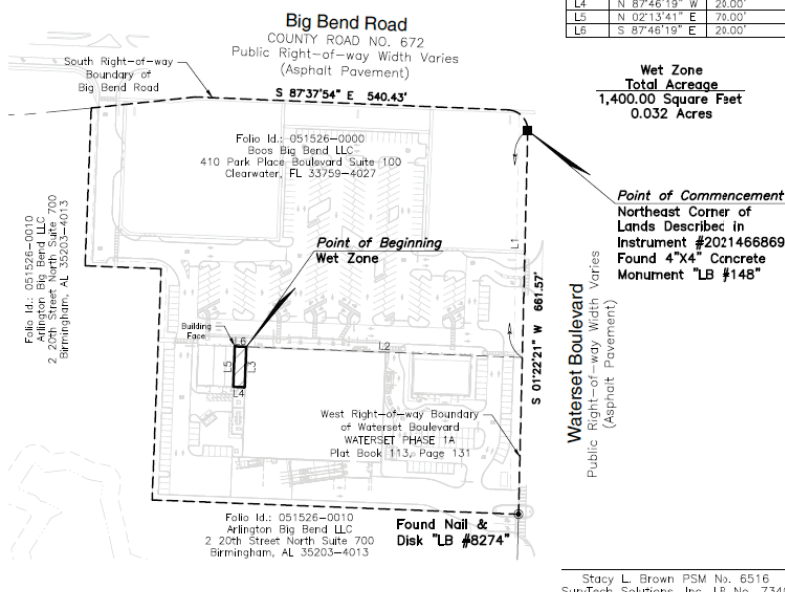 L4 N 87°46'19" W 20.00'
L5 N 02°13'41" E 70.00'
L6 S 87°46'19" E 20.00'
Big Bend Road
COUNTY ROAD NO. 672
Public Right-of-way Width Varies
(Asphalt Pavement)
South Right-of-way
Boundary of
Big Bend Road
S 87°37'54" E 540.43'
Wet Zone
Total Acreage
1,400.00 Square Feet
0.032 Acres
Folio Id.: 051526-0000
Boos Big Bend LLC
410 Park Place Boulevard Suite 100
Clearwater, FL 33759-4027
Point of Commencement
Northeast Corner of
Lands Described in
Instrument #2021466869
Found 4"X4" Concrete
Monument "LB #148"
Folio Id.: 051526-0010
Arlington Big Bend LLC
2 20th Street North Suite 700
Birmingham, AL 35203-4013
Point of Beginning
Wet Zone
L1
S 01°22'21" W 661.57'
Waterset Boulevard
Public Right-of-way Width Varies
(Asphalt Pavement)
Building
Face
L6
L2
L5
L3
L4
West Right-of-way Boundary
of Waterset Boulevard
WATERSET PHASE 1A
Plat Book 113, Page 131
Folio Id.: 051526-0010
Arlington Big Bend LLC
2 20th Street North Suite 700
Birmingham, AL 35203-4013
Found Nail &
Disk "LB #8274"
Stacy L. Brown PSM No. 6516
SurvTech Solutions, Inc. LB No. 7340